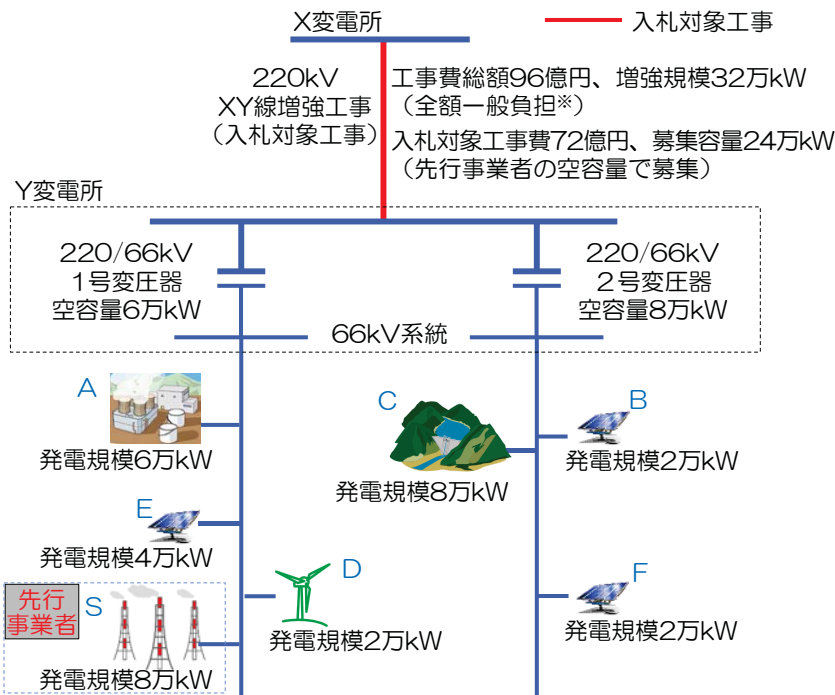 X変電所
入札対象工事
220kV
XY線増強工事
(入札対象工事)
工事費総額96億円、増強規模32万kW
(全額一般負担※)
入札対象工事費72億円、募集容量24万kW
(先行事業者の空容量で募集)
Y変電所
220/66kV
1号変圧器
空容量6万kW
220/66kV
2号変圧器
空容量8万kW
66kV系統
A
発電規模6万kW
C
発電規模8万kW
B
発電規模2万kW
E
発電規模4万kW
D
発電規模2万kW
F
発電規模2万kW
先行
事業者
S
発電規模8万kW